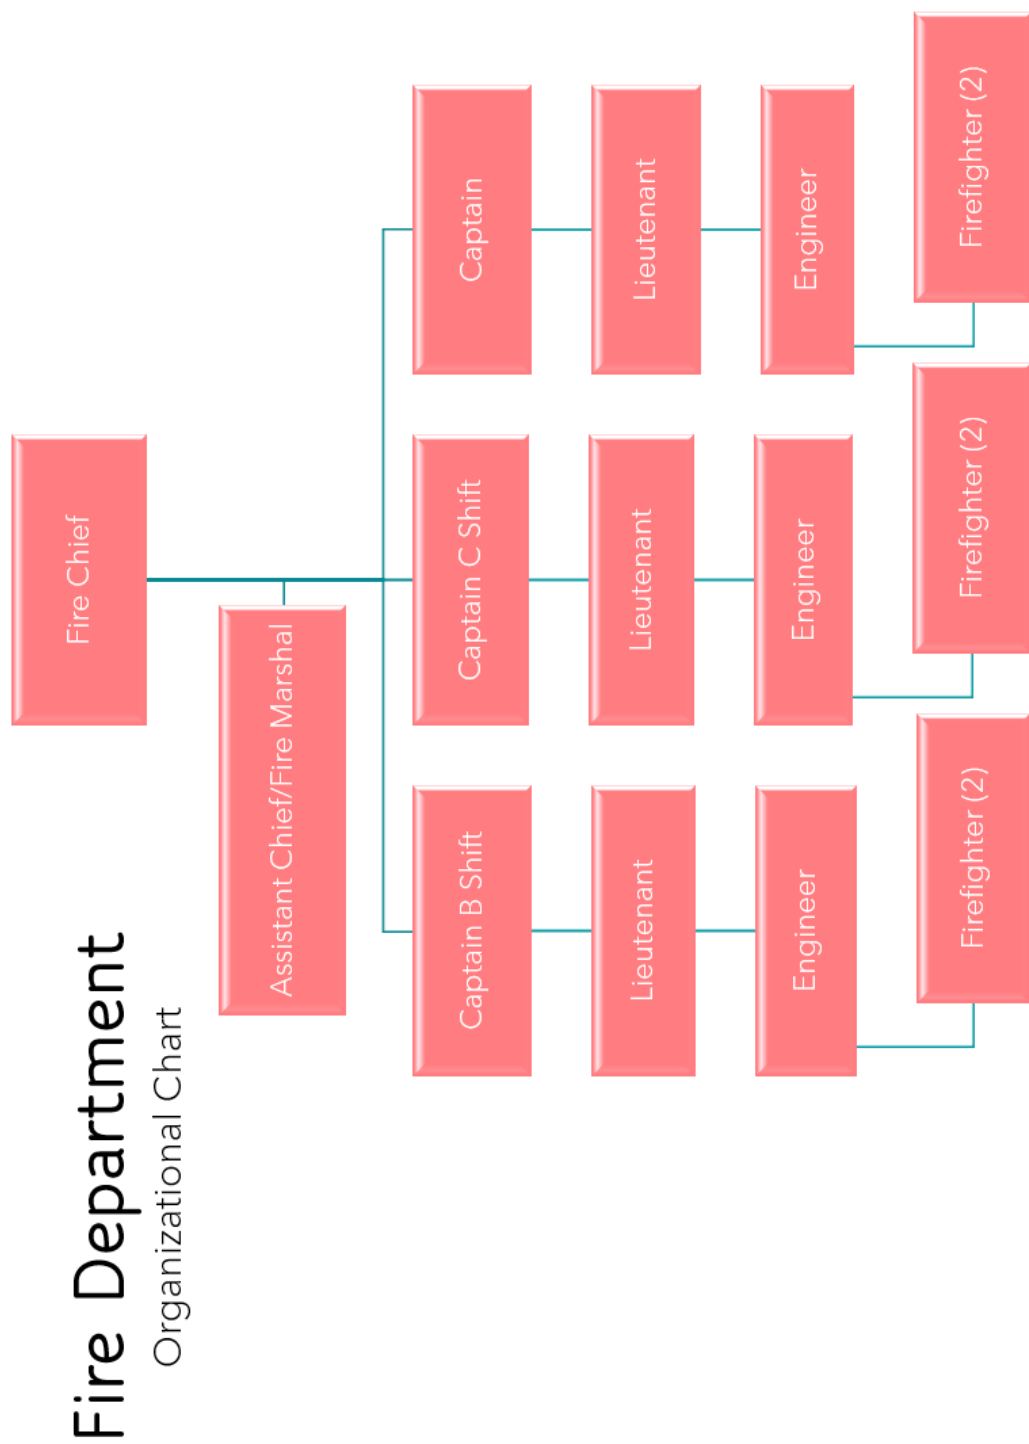 Fire Department
Organizational Chart
Fire Chief
Assistant Chief/Fire Marshal
Captain B Shift
Captain C Shift
Captain
Lieutenant
Lieutenant
Lieutenant
Engineer
Engineer
Engineer
Firefighter (2)
Firefighter (2)
Firefighter (2)